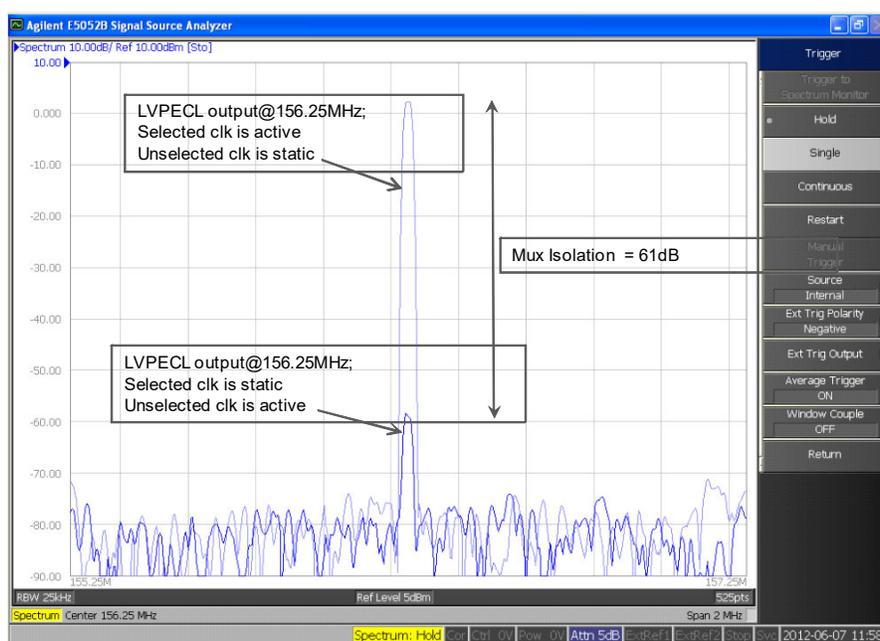 Agilent E5052B Signal Source Analyzer
Spectrum 10.00dB/ Ref 10.00dBm [Sto]
10.00
0.000
-10.00
-20.00
-30.00
-40.00
-50.00
-60.00
-70.00
-80.00
-90.00
155.25M
157.25M
LVPECL output@156.25MHz;
Selected clk is active
Unselected clk is static
Mux Isolation = 61dB
LVPECL output@156.25MHz;
Selected clk is static
Unselected clk is active
RBW 25kHz
Ref Level 5dBm
525pts
Spectrum Center 156.25 MHz
Span 2 MHz
Trigger
Trigger to
Spectrum Monitor
Hold
Single
Continuous
Restart
Manual
Trigger
Source
Internal
Ext Trig Polarity
Negative
Ext Trig Output
Average Trigger
ON
Window Couple
OFF
Return
Spectrum: Hold Cor Ctrl 0V Pow 0V Attn 5dB ExtRef1 ExtRef2 Stop Svc 2012-06-07